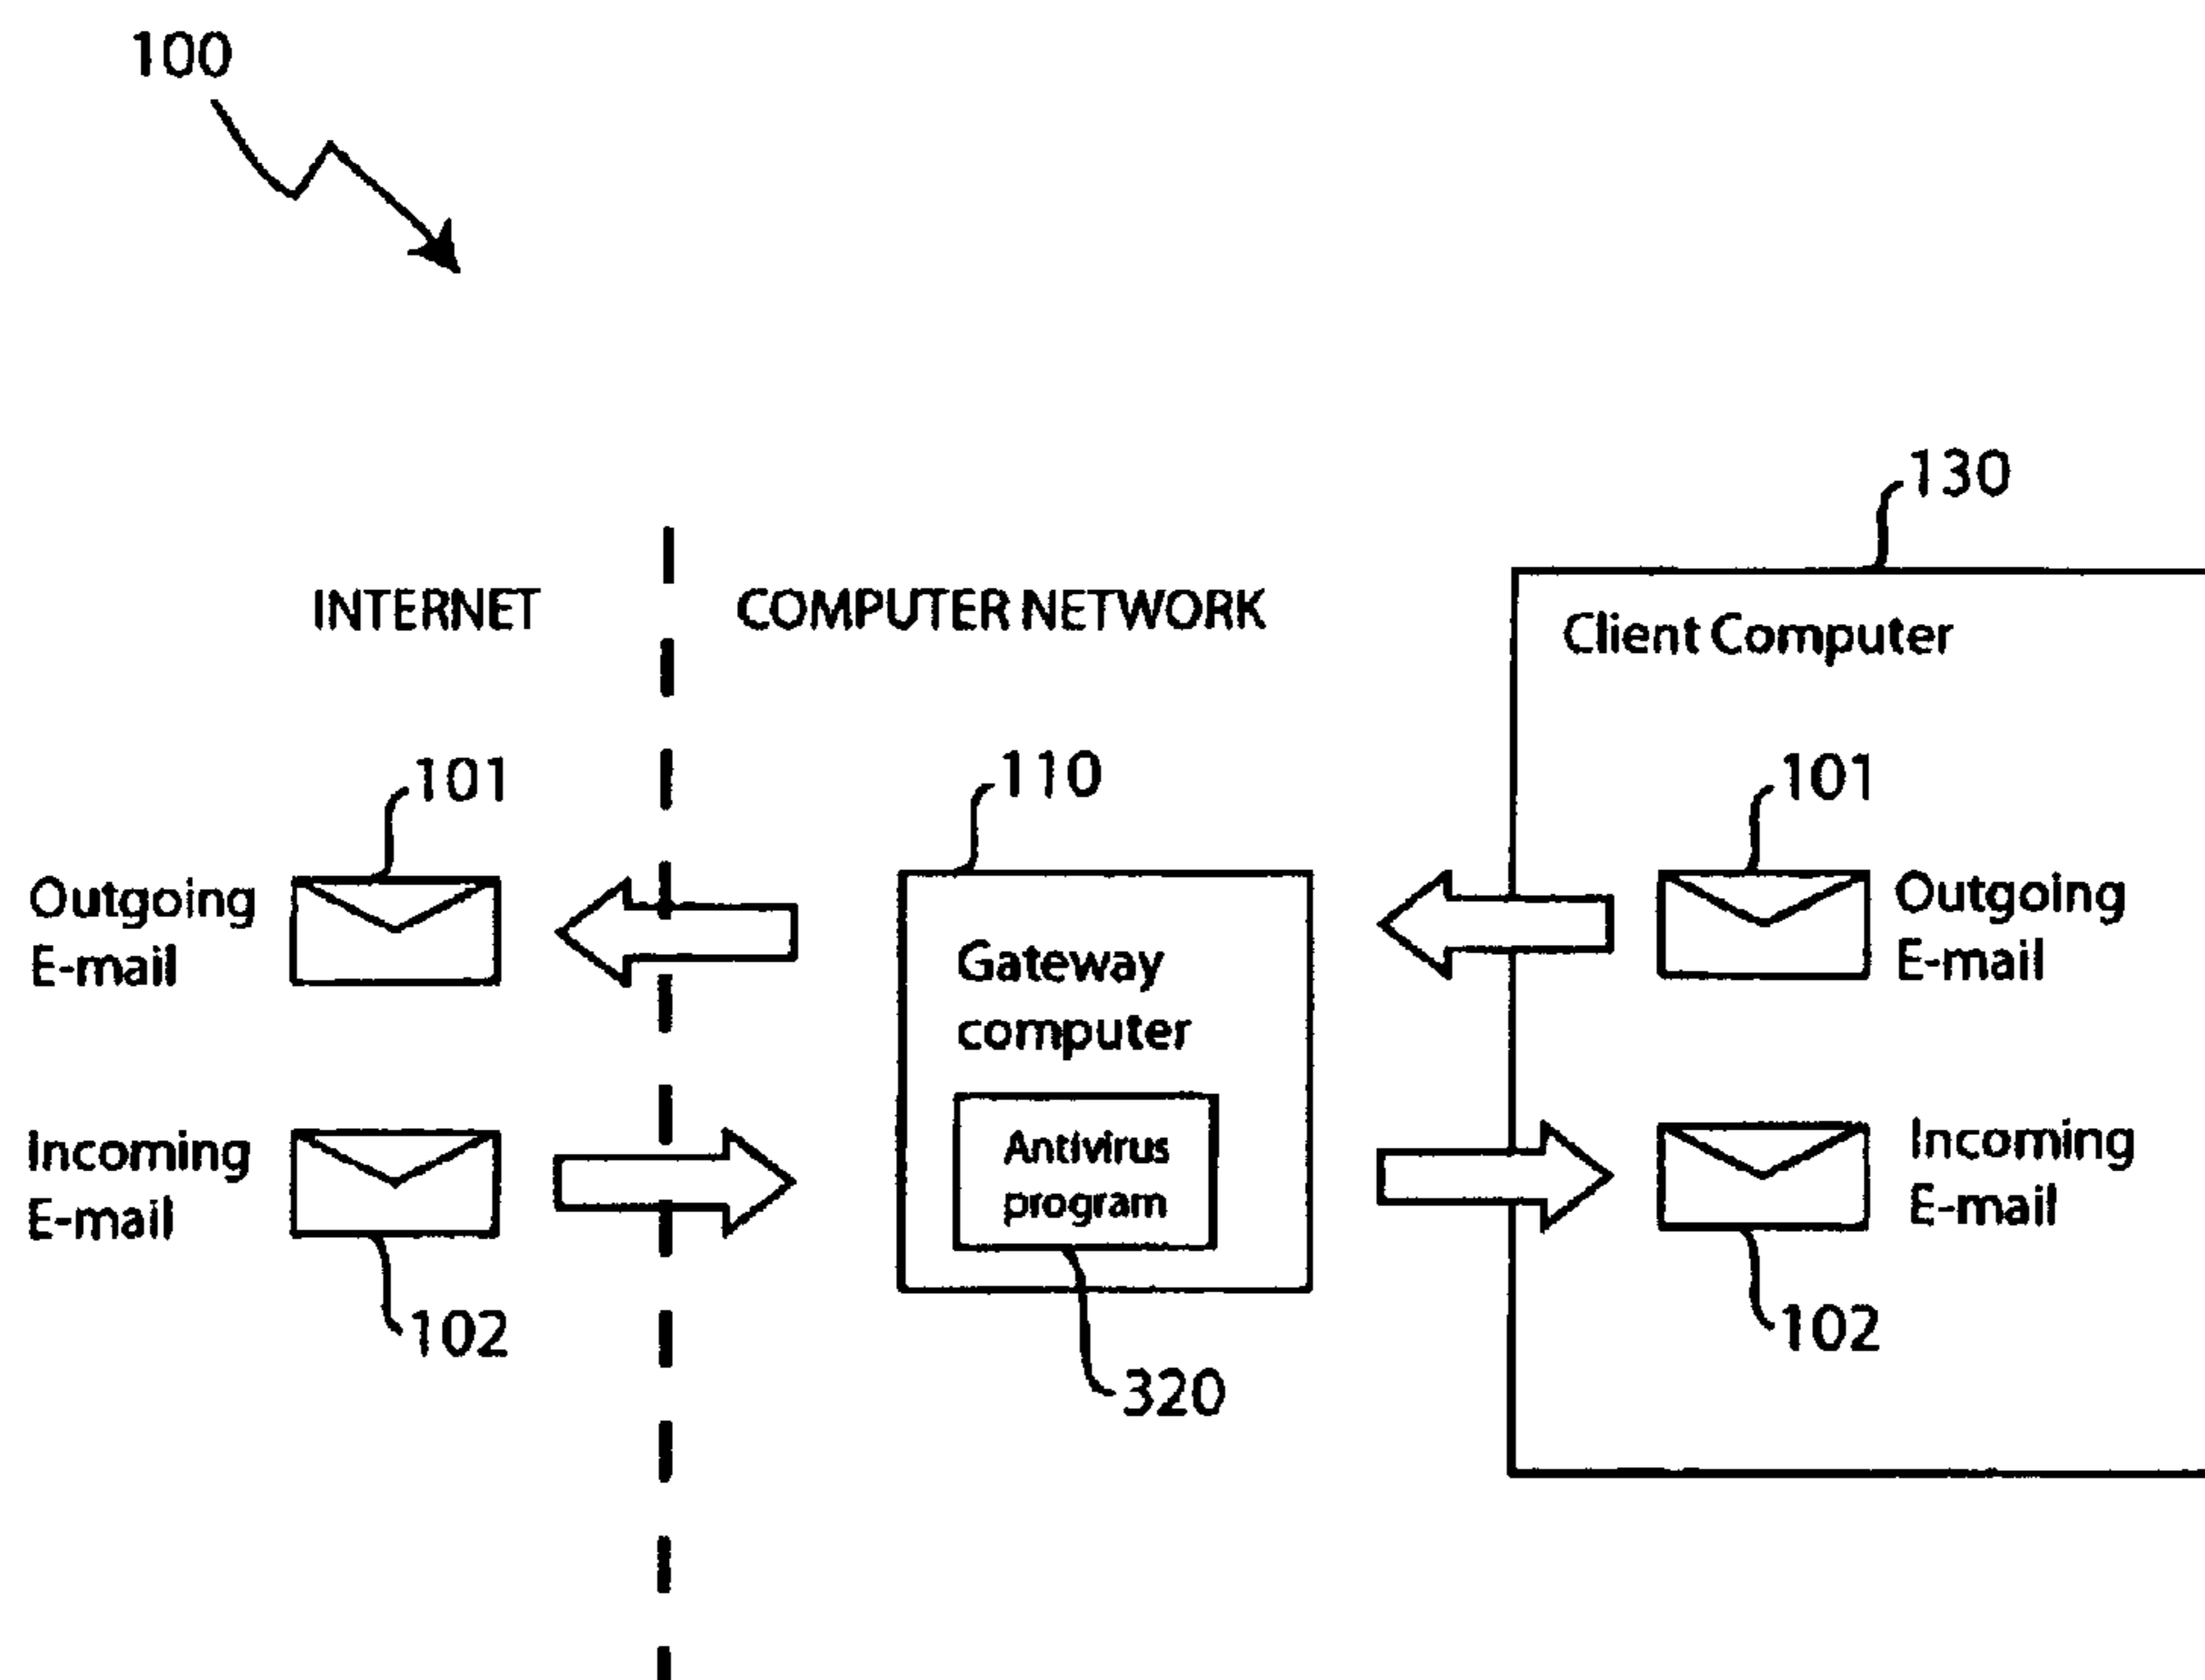 100
130
INTERNET
COMPUTER NETWORK
Client Computer
101
110
101
Outgoing
E-mail
Gateway
computer
Outgoing
E-mail
Incoming
E-mail
Antivirus
program
Incoming
E-mail
102
320
102